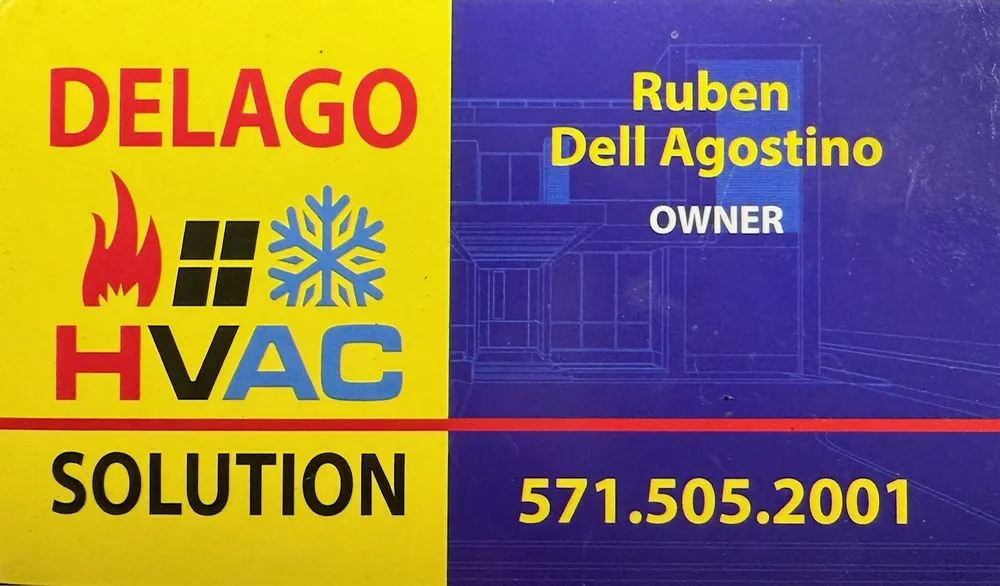 DELAGO
HVAC
SOLUTION
Ruben
Dell Agostino
OWNER
571.505.2001